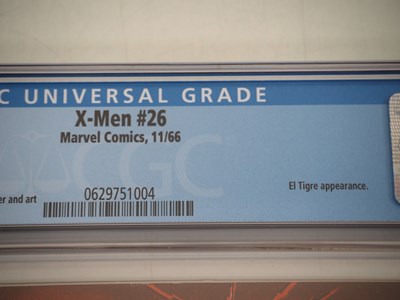 C UNIVERSAL GRADE
X-Men #26
Marvel Comics, 11/66
CGC
er and art
0629751004
El Tigre appearance.